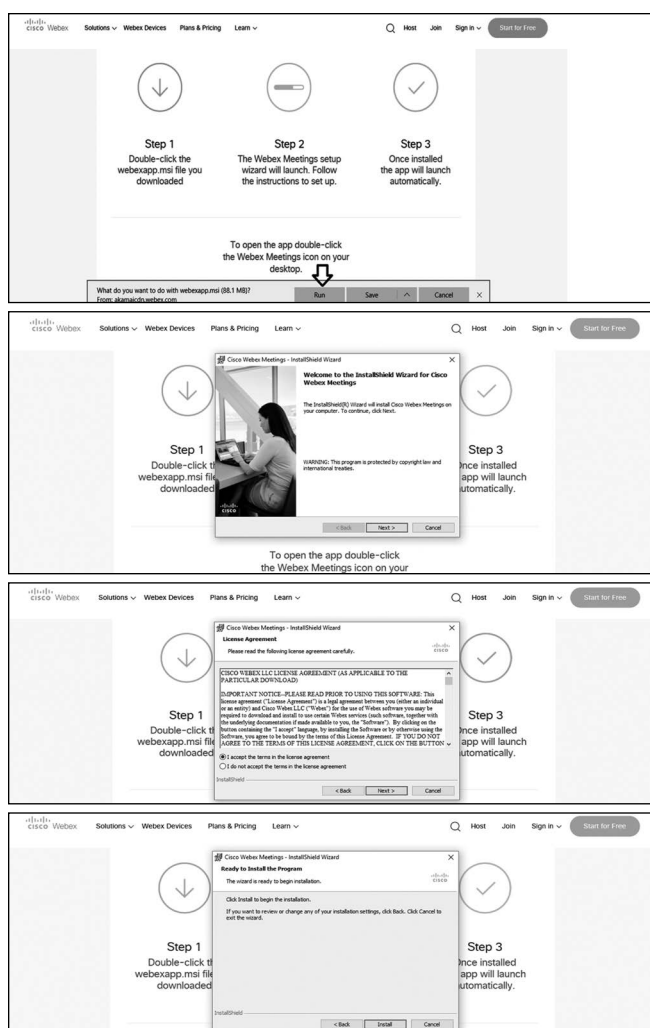 cisco Webex Solutions Webex Devices Plans & Pricing Learn Host Join Sign in Start for Free
Step 1
Double-click the
webexapp.msi file you
downloaded
Step 2
The Webex Meetings setup
wizard will launch. Follow
the instructions to set up.
Step 3
Once installed
the app will launch
automatically.
To open the app double-click
the Webex Meetings icon on your
desktop.
What do you want to do with webexapp.msi (88.1 MB)?
From: akamaicdn.webex.com
Run Save Cancel
cisco Webex Solutions Webex Devices Plans & Pricing Learn Host Join Sign in Start for Free
Step 1
Double-click t
webexapp.msi file
downloaded
Cisco Webex Meetings - InstallShield Wizard
Welcome to the InstallShield Wizard for Cisco
Webex Meetings
The InstallShield(R) Wizard will install Cisco Webex Meetings on
your computer. To continue, click Next.
WARNING: This program is protected by copyright law and
international treaties.
cisco
< Back Next > Cancel
Step 3
Once installed
app will launch
utomatically.
To open the app double-click
the Webex Meetings icon on your
cisco Webex Solutions Webex Devices Plans & Pricing Learn Host Join Sign in Start for Free
Step 1
Double-click t
webexapp.msi file
downloaded
Cisco Webex Meetings - InstallShield Wizard
License Agreement
Please read the following license agreement carefully.
cisco
CISCO WEBEX LLC LICENSE AGREEMENT (AS APPLICABLE TO THE
PARTICULAR DOWNLOAD)
IMPORTANT NOTICE--PLEASE READ PRIOR TO USING THIS SOFTWARE: This
license agreement ("License Agreement") is a legal agreement between you (either an individual
or an entity) and Cisco Webex LLC ("Webex") for the use of Webex software you may be
required to download and install to use certain Webex services (such software, together with
the underlying documentation if made available to you, the "Software"). By clicking on the
button containing the "I accept" language, by installing the Software or by otherwise using the
Software, you agree to be bound by the terms of this License Agreement. IF YOU DO NOT
AGREE TO THE TERMS OF THIS LICENSE AGREEMENT, CLICK ON THE BUTTON
I accept the terms in the license agreement
I do not accept the terms in the license agreement
InstallShield
< Back Next > Cancel
Step 3
Once installed
app will launch
utomatically.
cisco Webex Solutions Webex Devices Plans & Pricing Learn Host Join Sign in Start for Free
Step 1
Double-click t
webexapp.msi file
downloaded
Cisco Webex Meetings - InstallShield Wizard
Ready to Install the Program
The wizard is ready to begin installation.
cisco
Click Install to begin the installation.
If you want to review or change any of your installation settings, click Back. Click Cancel to
exit the wizard.
InstallShield
< Back Install Cancel
Step 3
Once installed
app will launch
utomatically.